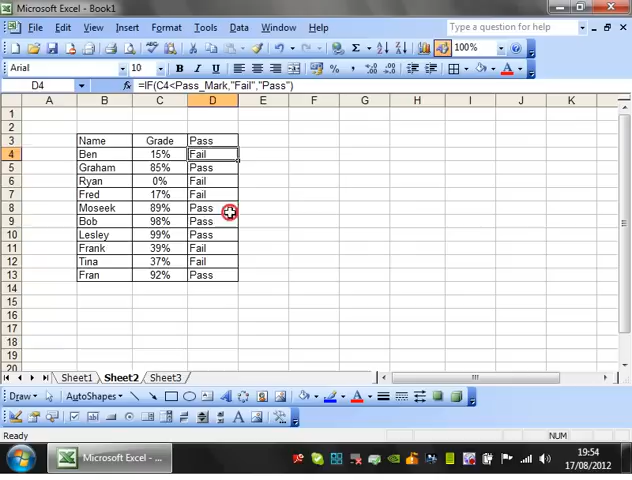 Microsoft Excel - Book1
File Edit View Insert Format Tools Data Window Help
Type a question for help
100%
Arial 10 B I U
D4 fx =IF(C4<Pass_Mark,"Fail","Pass")
A B C D E F G H I J K
1
2
3 Name Grade Pass
4 Ben 15% Fail
5 Graham 85% Pass
6 Ryan 0% Fail
7 Fred 17% Fail
8 Moseek 89% Pass
9 Bob 98% Pass
10 Lesley 99% Pass
11 Frank 39% Fail
12 Tina 37% Fail
13 Fran 92% Pass
14
15
16
17
18
19
20
Sheet1 Sheet2 Sheet3
Draw AutoShapes
Ready NUM
Microsoft Excel - ... 19:54
17/08/2012